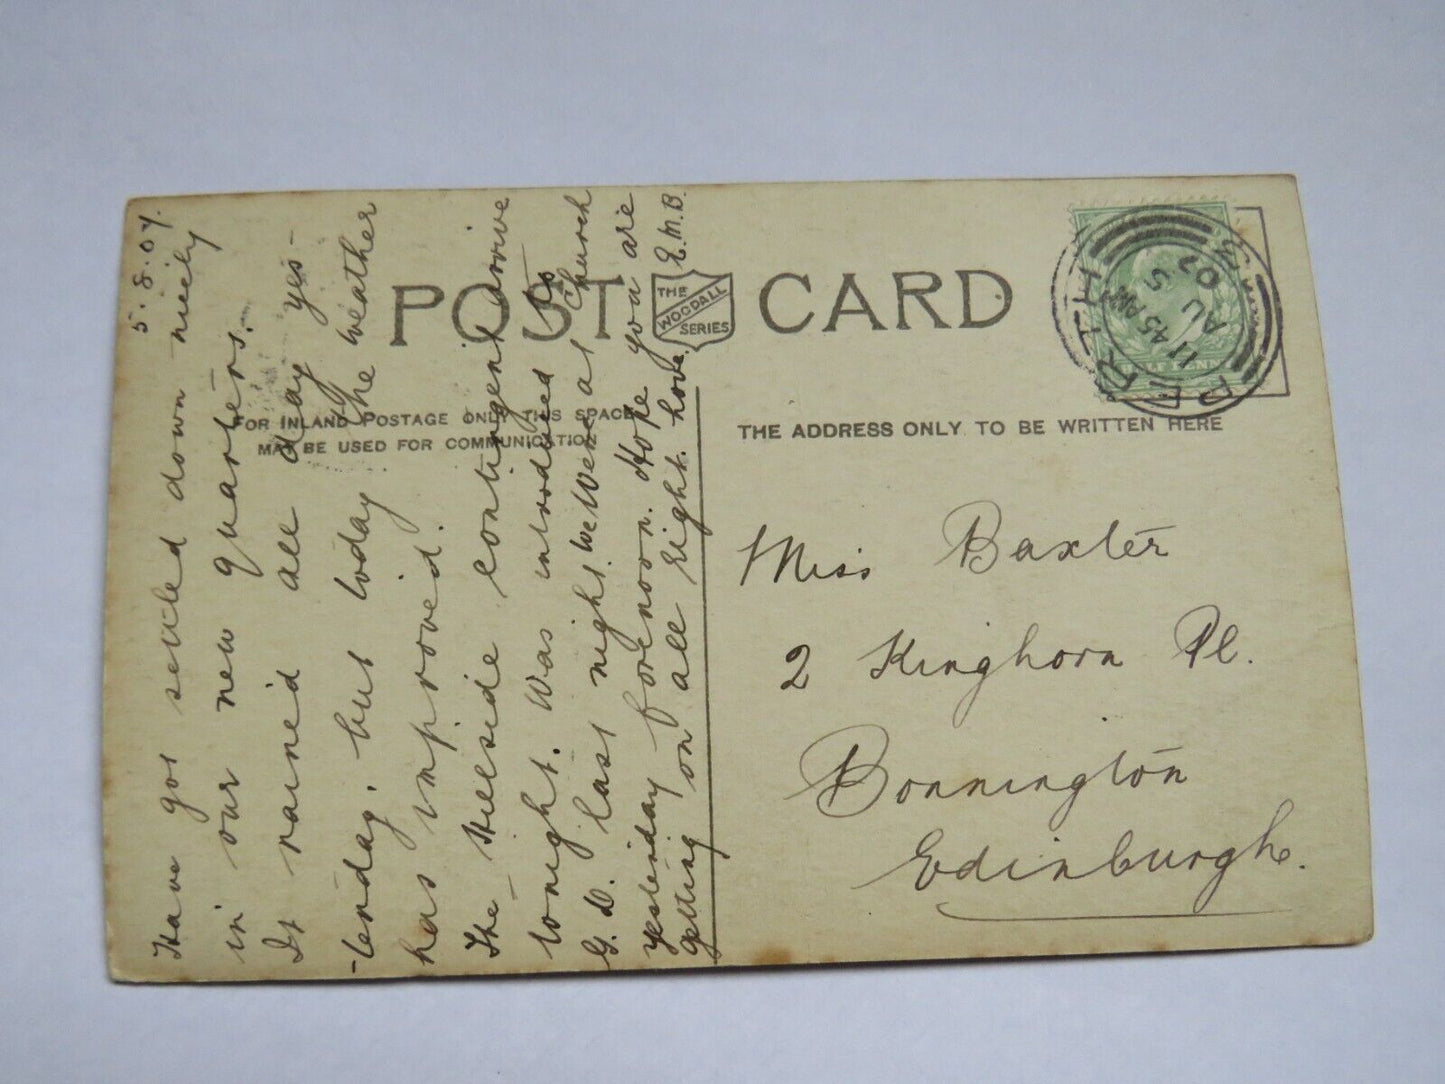 5.8.07.
Have got settled down nicely
in our new quarters.
It rained all day yes-
-terday, but today the weather
has improved.
The Hillside contingent arrive
tonight. Was introduced to
G.D. last night. We were at Church
yesterday forenoon. Hope you are
getting on all right. Love. E.M.B.
POST CARD
THE
WOODALL
SERIES
FOR INLAND POSTAGE ONLY THIS SPACE
MAY BE USED FOR COMMUNICATION
THE ADDRESS ONLY TO BE WRITTEN HERE
PERTH
11 45 AM
AU 5
07
Miss Baxter
2 Kinghorn Pl.
Bonnington
Edinburgh.